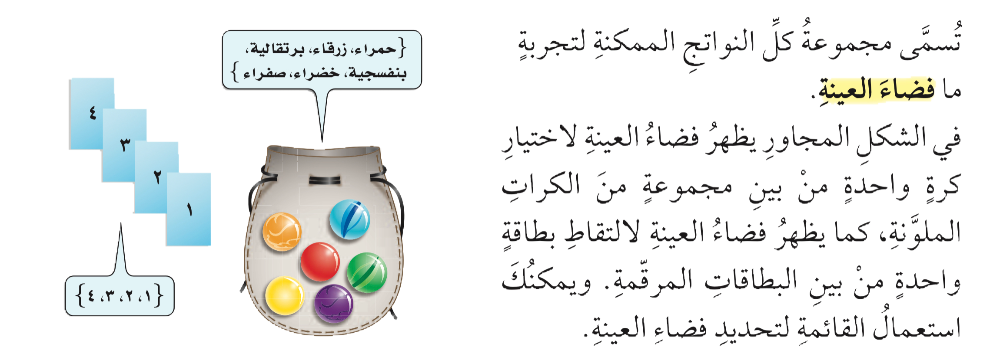 تُسمَّى مجموعةُ كلِّ النواتجِ الممكنةِ لتجربةٍ
ما فضاءَ العينةِ.
في الشكلِ المجاورِ يظهرُ فضاءُ العينةِ لاختيارِ
كرةٍ واحدةٍ منْ بينِ مجموعةٍ منَ الكراتِ
الملوَّنةِ، كما يظهرُ فضاءُ العينةِ لالتقاطِ بطاقةٍ
واحدةٍ منْ بينِ البطاقاتِ المرقّمةِ. ويمكنُكَ
استعمالُ القائمةِ لتحديدِ فضاءِ العينةِ.
{حمراء، زرقاء، برتقالية،
بنفسجية، خضراء، صفراء }
٤
٣
٢
١
{١، ٢، ٣، ٤}